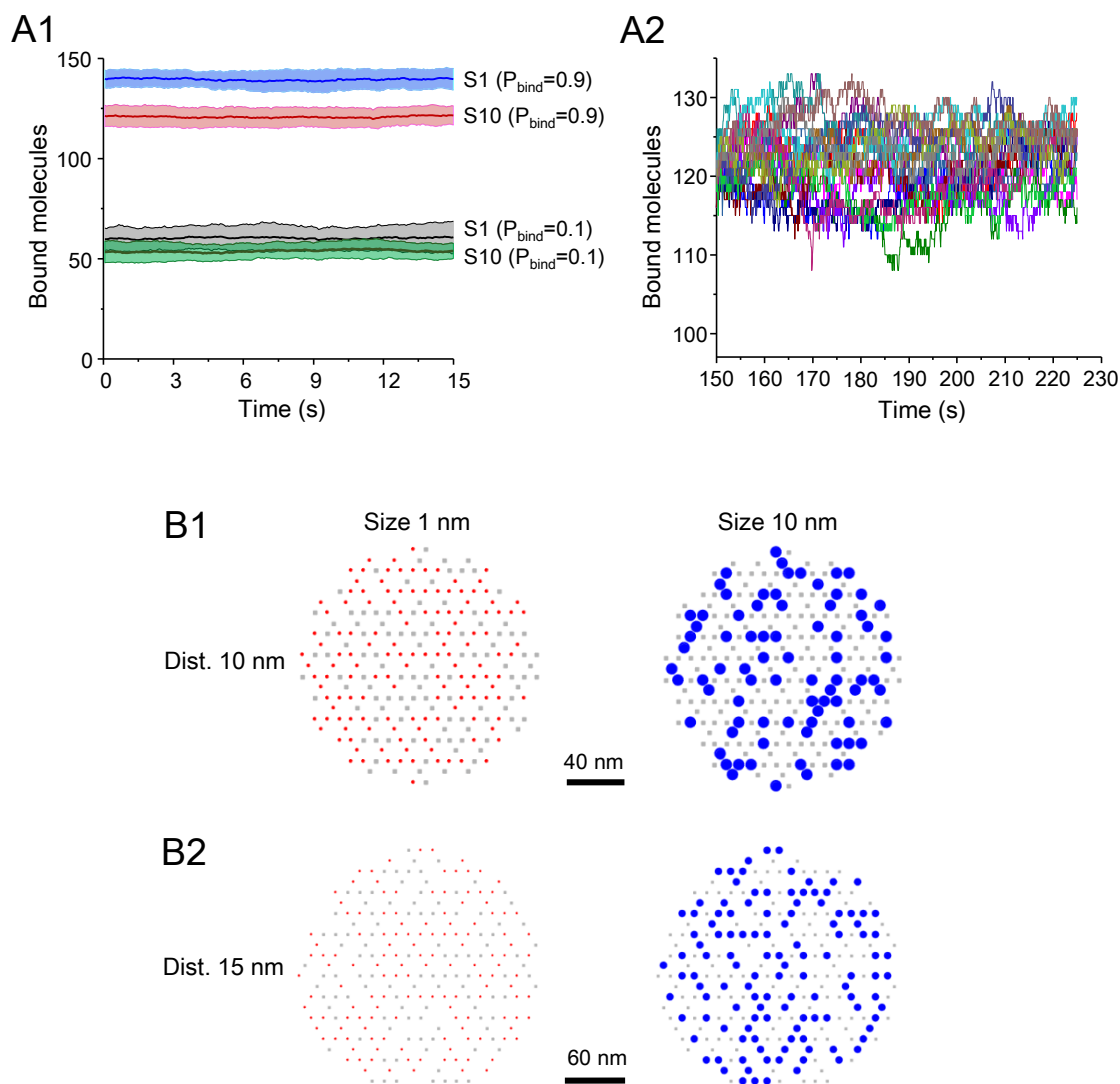 A1
150
100
50
0
Bound molecules
0 3 6 9 12 15
Time (s)
S1 (Pbind=0.9)
S10 (Pbind=0.9)
S1 (Pbind=0.1)
S10 (Pbind=0.1)
A2
130
120
110
100
Bound molecules
150 160 170 180 190 200 210 220 230
Time (s)
B1
Size 1 nm
Size 10 nm
Dist. 10 nm
40 nm
B2
Dist. 15 nm
60 nm